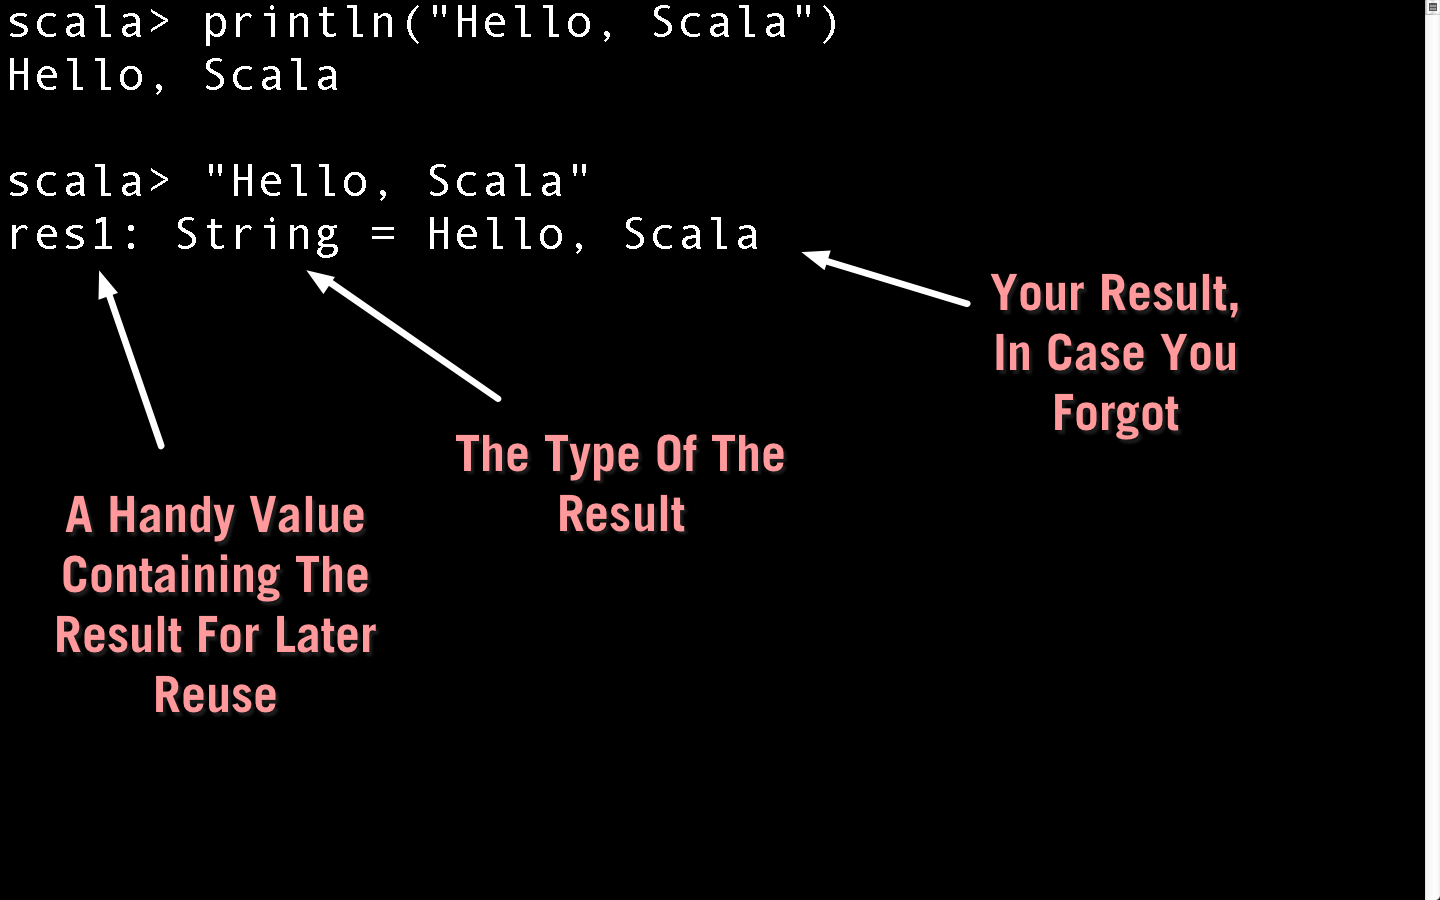 scala> println("Hello, Scala")
Hello, Scala
scala> "Hello, Scala"
res1: String = Hello, Scala
Your Result,
In Case You
Forgot
The Type Of The
Result
A Handy Value
Containing The
Result For Later
Reuse